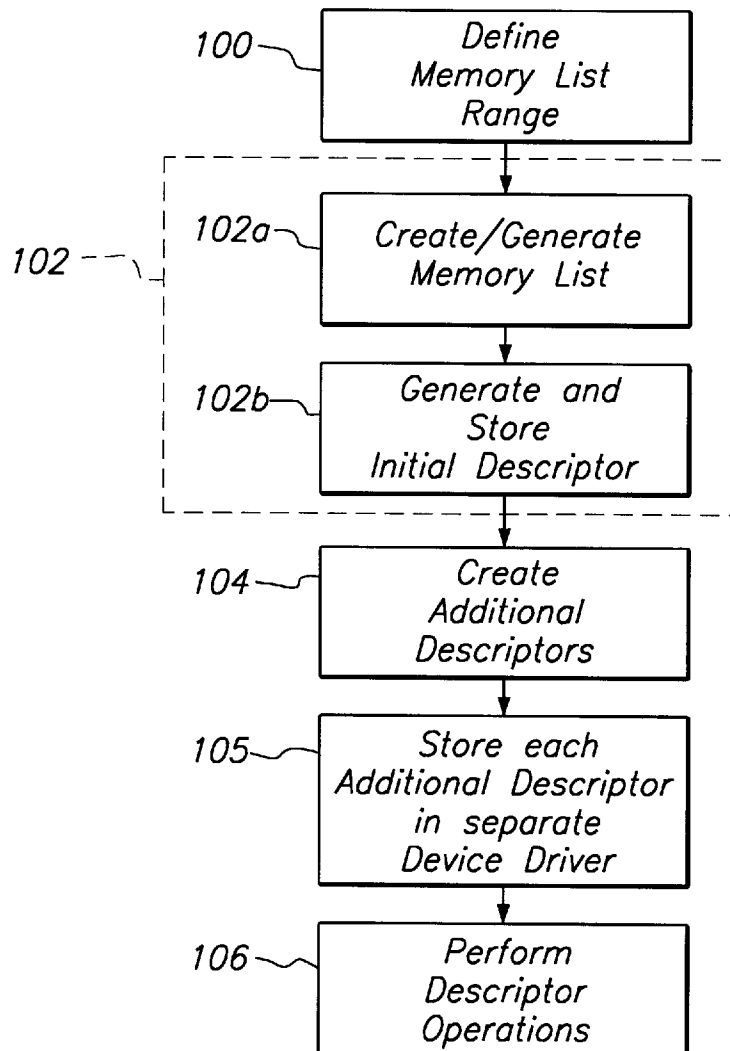 100
Define
Memory List
Range
102
102a
Create/Generate
Memory List
102b
Generate and
Store
Initial Descriptor
104
Create
Additional
Descriptors
105
Store each
Additional Descriptor
in separate
Device Driver
106
Perform
Descriptor
Operations